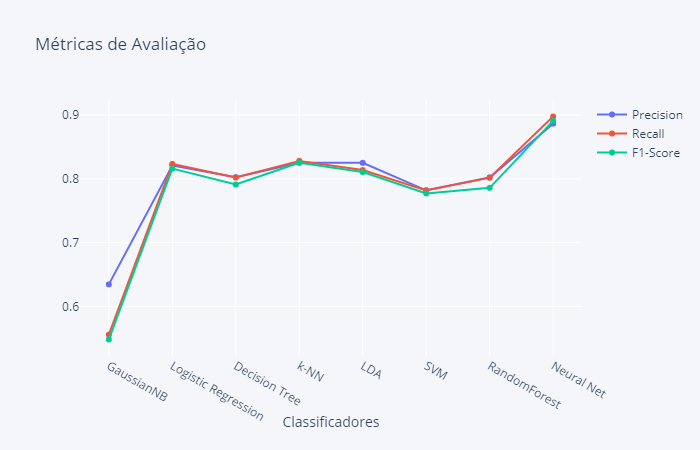 Métricas de Avaliação
0.9
0.8
0.7
0.6
Precision
Recall
F1-Score
GaussianNB
Logistic Regression
Decision Tree
k-NN
LDA
SVM
RandomForest
Neural Net
Classificadores